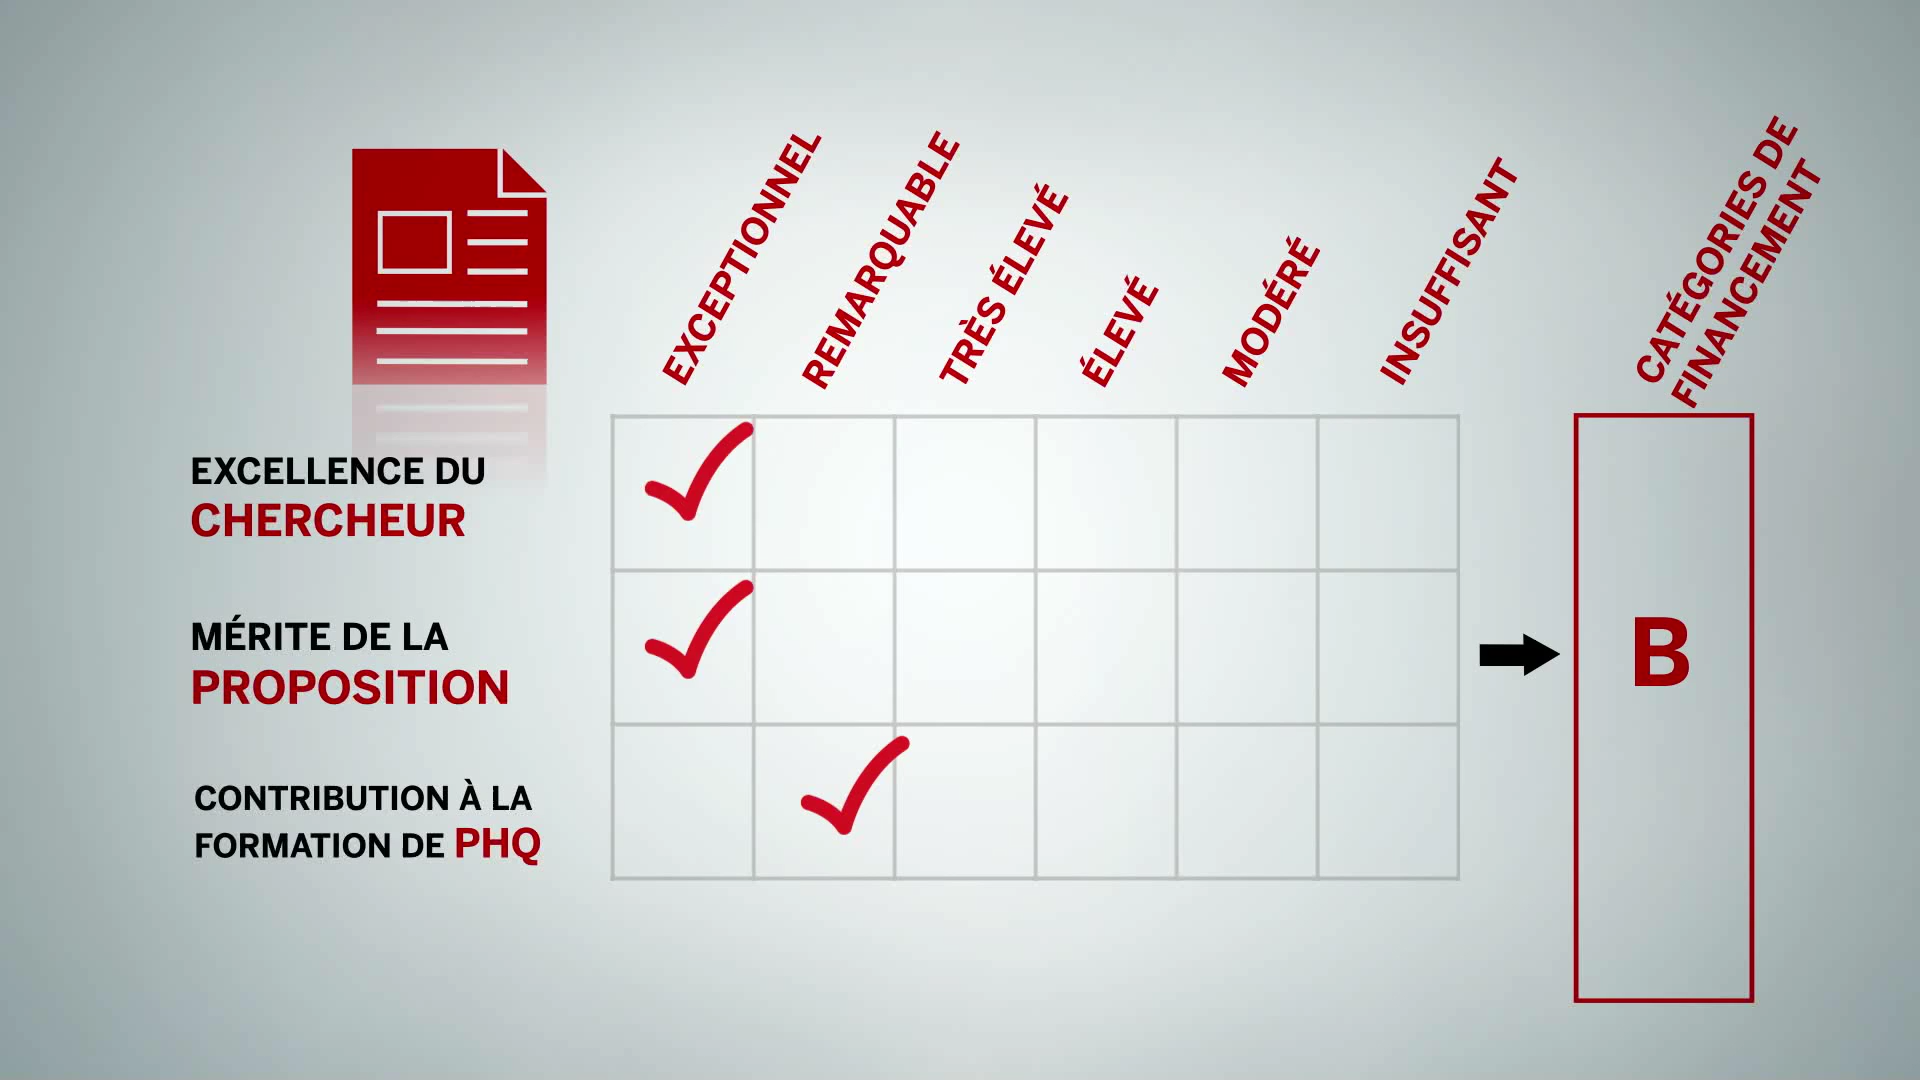 EXCEPTIONNEL
REMARQUABLE
TRÈS ÉLEVÉ
ÉLEVÉ
MODÉRÉ
INSUFFISANT
CATÉGORIES DE
FINANCEMENT
EXCELLENCE DU
CHERCHEUR
MÉRITE DE LA
PROPOSITION
CONTRIBUTION À LA
FORMATION DE PHQ
B